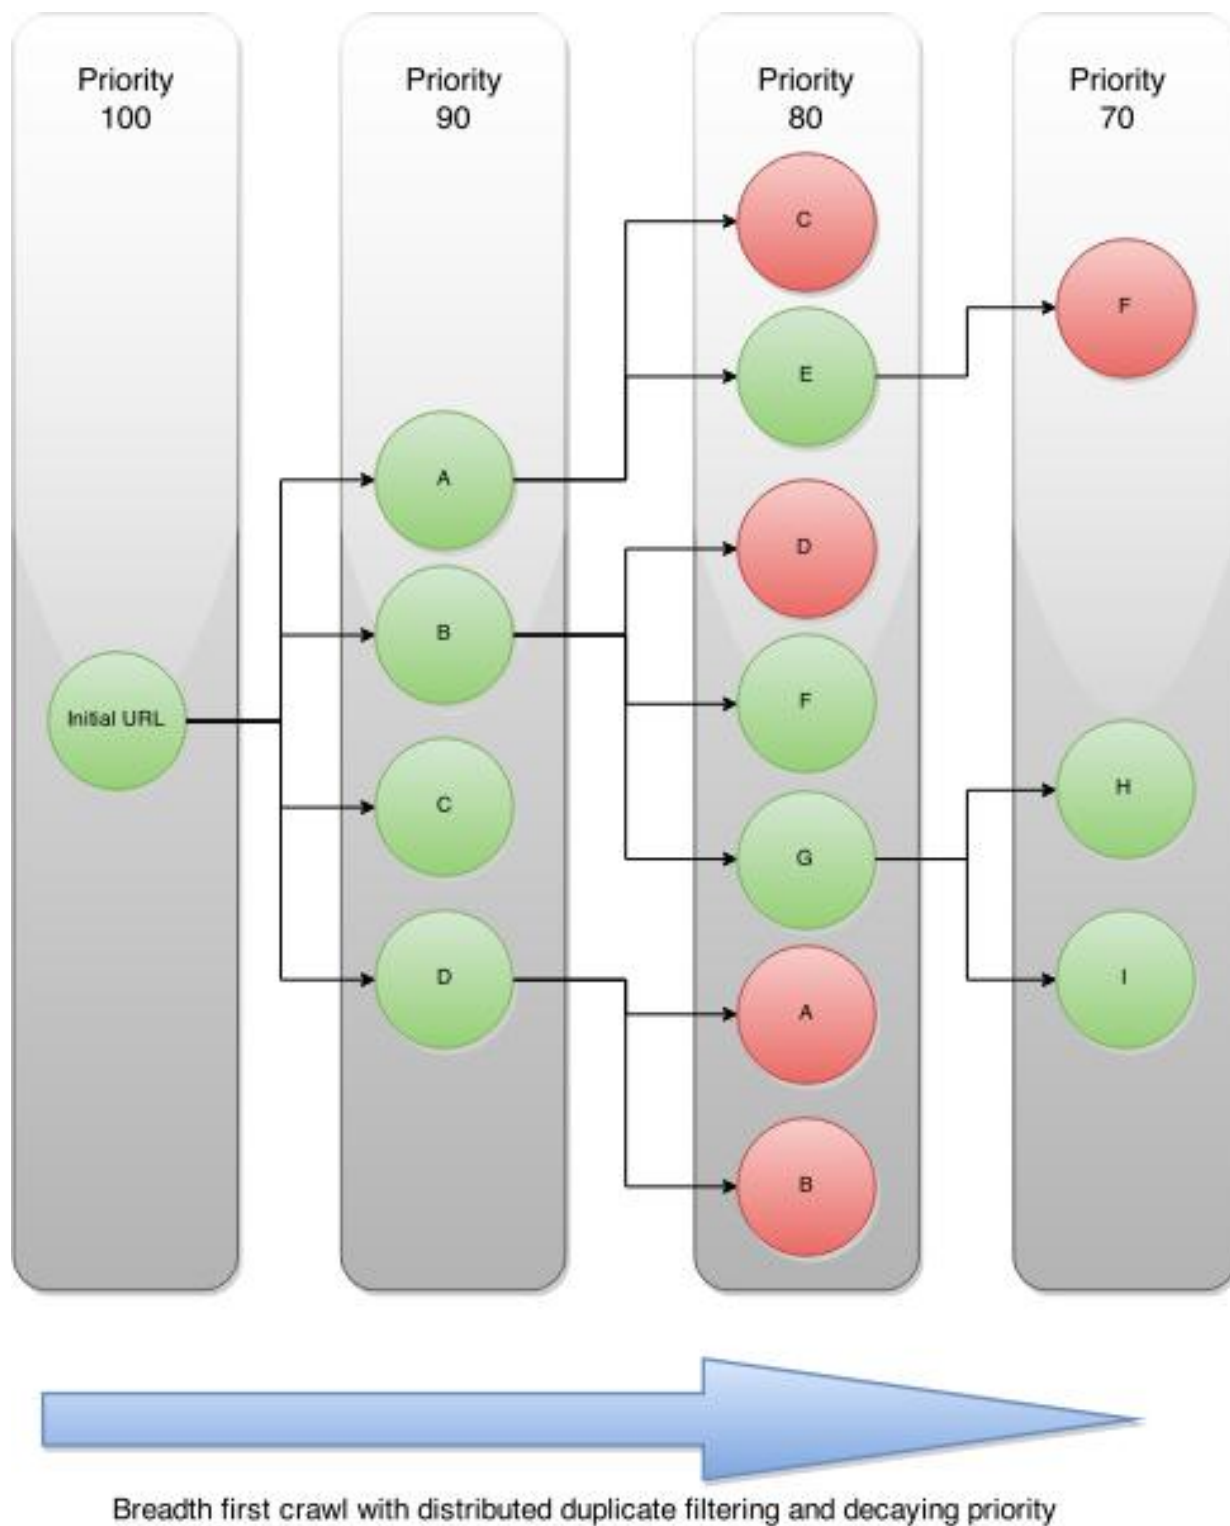 Priority
100
Priority
90
Priority
80
Priority
70
C
F
E
A
D
B
F
Initial URL
H
C
G
D
I
A
B
Breadth first crawl with distributed duplicate filtering and decaying priority